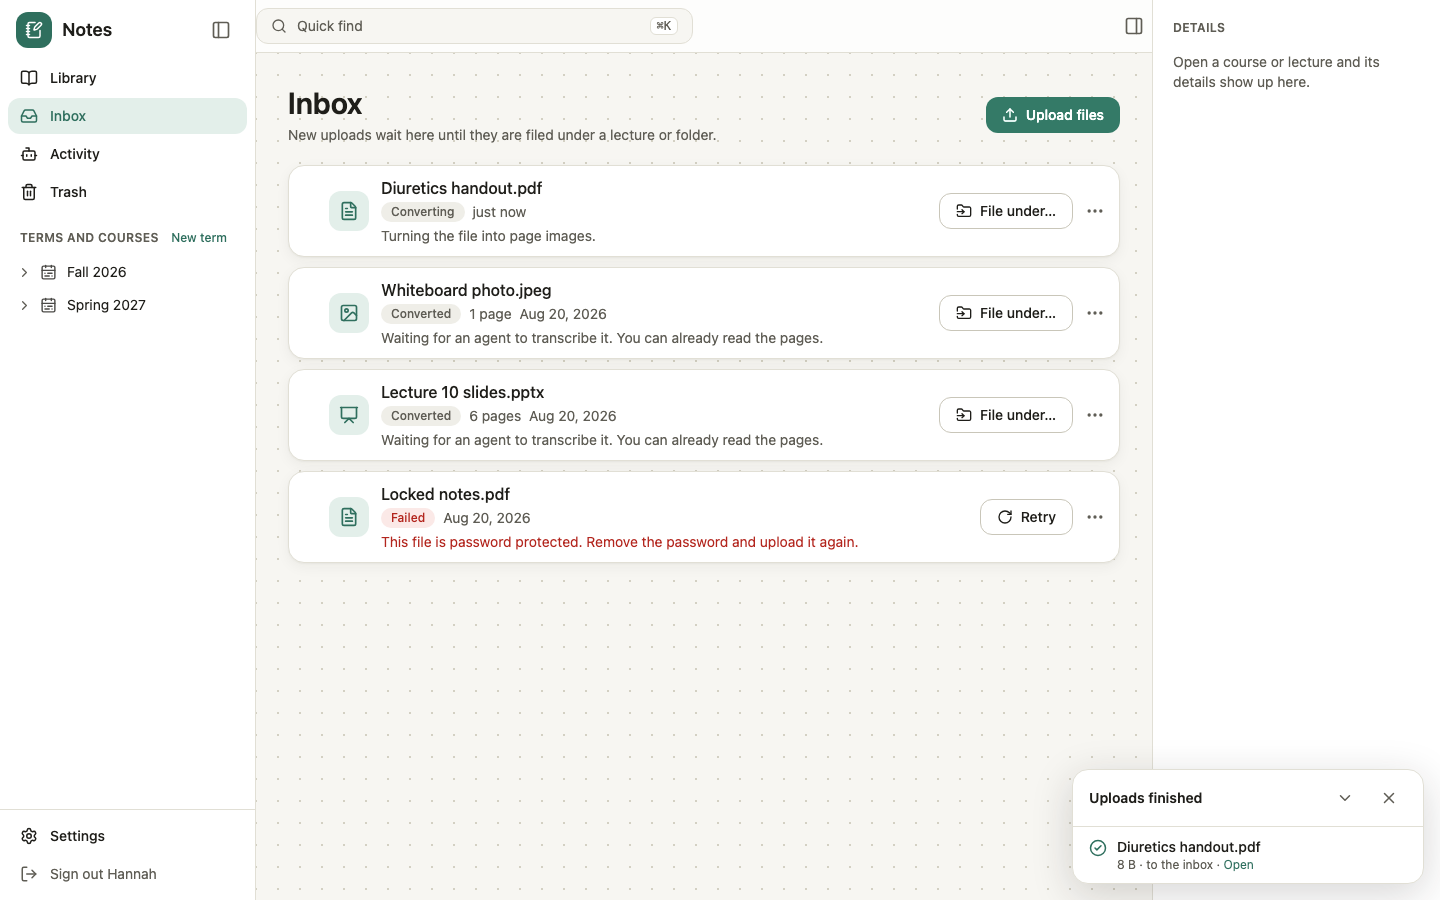 Notes
Library
Inbox
Activity
Trash
TERMS AND COURSES New term
Fall 2026
Spring 2027
Settings
Sign out Hannah
Quick find ⌘K
Inbox
New uploads wait here until they are filed under a lecture or folder.
Upload files
Diuretics handout.pdf
Converting just now
Turning the file into page images.
File under...
Whiteboard photo.jpeg
Converted 1 page Aug 20, 2026
Waiting for an agent to transcribe it. You can already read the pages.
File under...
Lecture 10 slides.pptx
Converted 6 pages Aug 20, 2026
Waiting for an agent to transcribe it. You can already read the pages.
File under...
Locked notes.pdf
Failed Aug 20, 2026
This file is password protected. Remove the password and upload it again.
Retry
DETAILS
Open a course or lecture and its
details show up here.
Uploads finished
Diuretics handout.pdf
8 B · to the inbox · Open